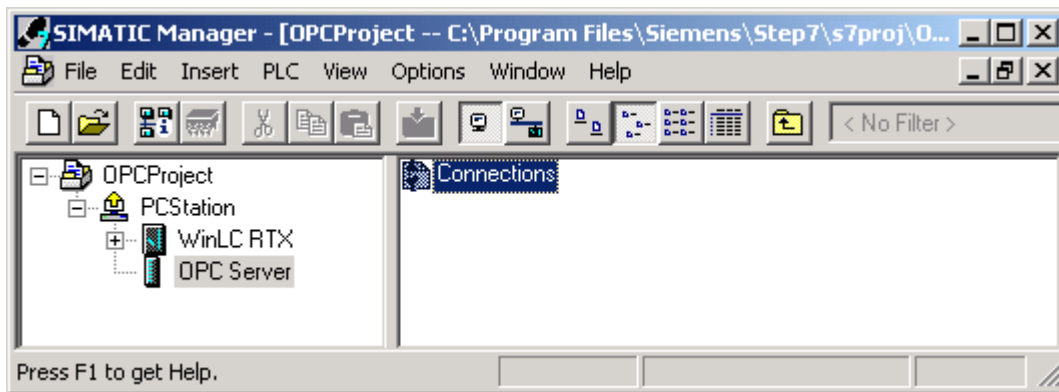 SIMATIC Manager - [OPCProject -- C:\Program Files\Siemens\Step7\s7proj\O...
File Edit Insert PLC View Options Window Help
< No Filter >
OPCProject
PCStation
WinLC RTX
OPC Server
Connections
Press F1 to get Help.